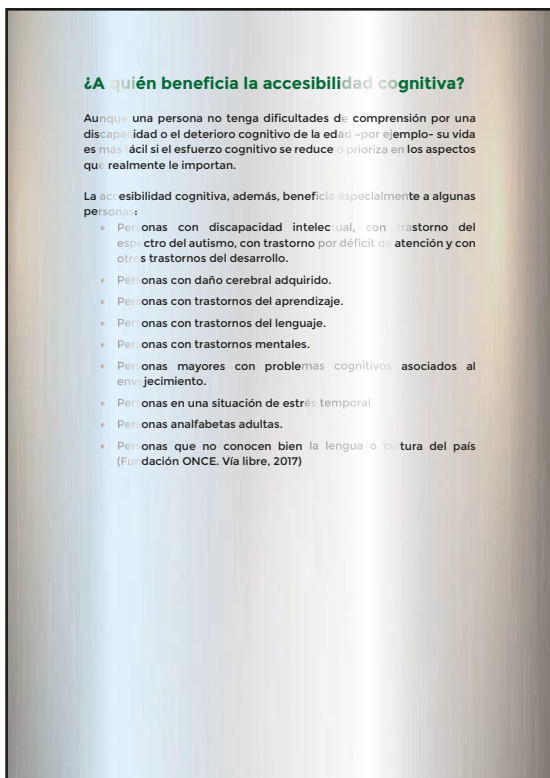 ¿A quién beneficia la accesibilidad cognitiva?
Aunque una persona no tenga dificultades de comprensión por una
discapacidad o el deterioro cognitivo de la edad –por ejemplo- su vida
es más fácil si el esfuerzo cognitivo se reduce o prioriza en los aspectos
que realmente le importan.
La accesibilidad cognitiva, además, beneficia especialmente a algunas
personas:
• Personas con discapacidad intelectual, con trastorno del
espectro del autismo, con trastorno por déficit de atención y con
otros trastornos del desarrollo.
• Personas con daño cerebral adquirido.
• Personas con trastornos del aprendizaje.
• Personas con trastornos del lenguaje.
• Personas con trastornos mentales.
• Personas mayores con problemas cognitivos asociados al
envejecimiento.
• Personas en una situación de estrés temporal.
• Personas analfabetas adultas.
• Personas que no conocen bien la lengua o cultura del país
(Fundación ONCE. Vía libre, 2017)